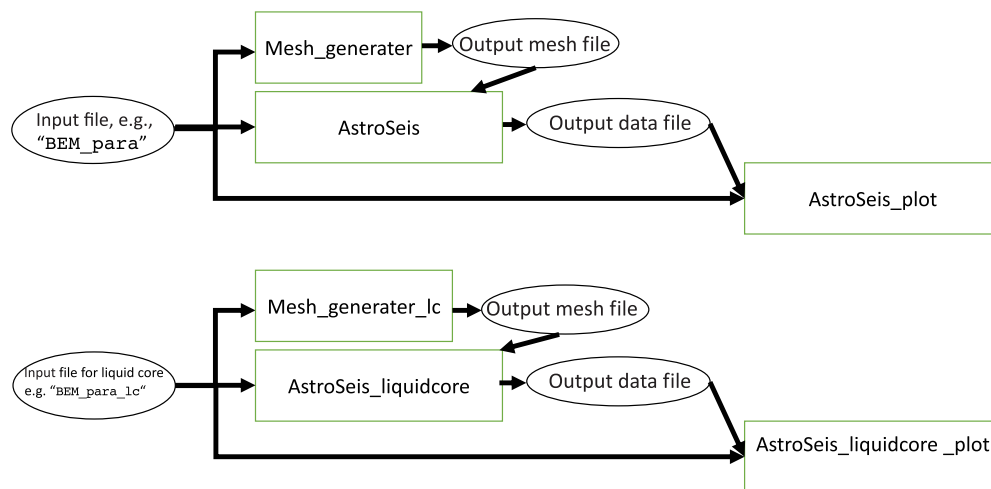 Mesh_generater
Output mesh file
Input file, e.g.,
“BEM_para”
AstroSeis
Output data file
AstroSeis_plot
Mesh_generater_lc
Output mesh file
Input file for liquid core
e.g. “BEM_para_lc“
AstroSeis_liquidcore
Output data file
AstroSeis_liquidcore _plot